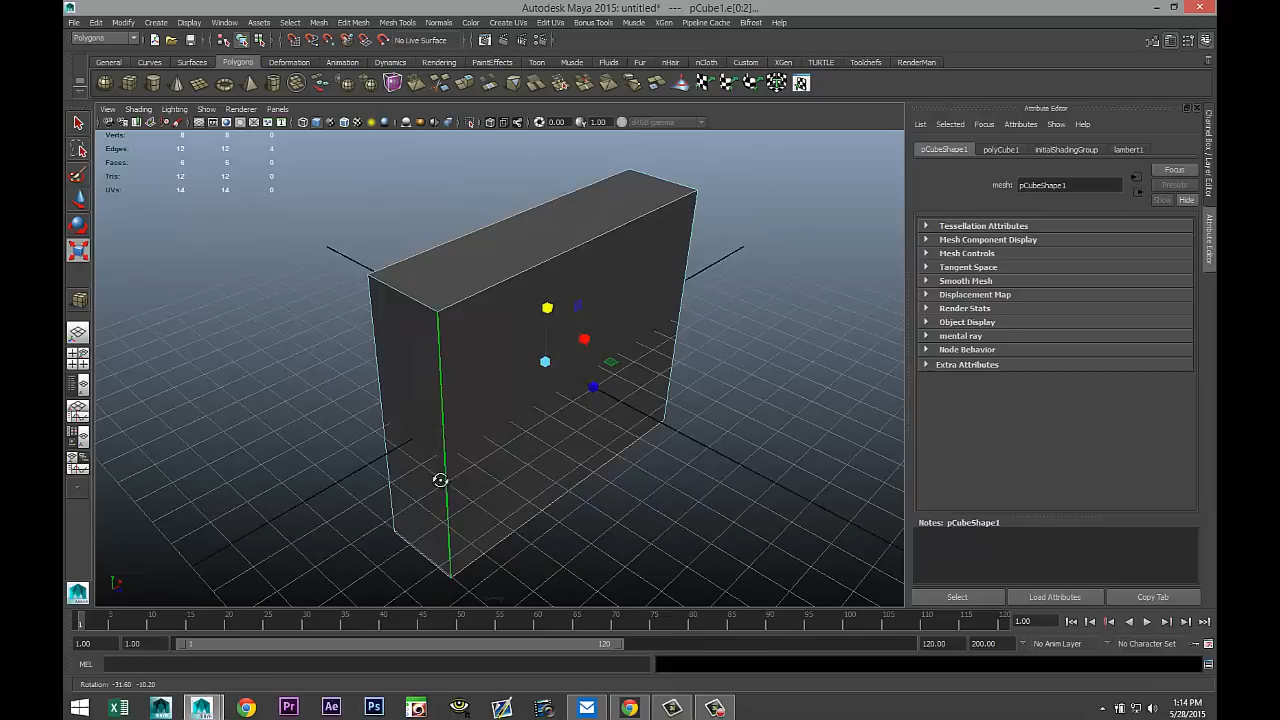 Autodesk Maya 2015: untitled*   ---   pCube1.e[0:2]...
File Edit Modify Create Display Window Assets Select Mesh Edit Mesh Mesh Tools Normals Color Create UVs Edit UVs Bonus Tools Muscle XGen Pipeline Cache Bifrost Help
Polygons No Live Surface
General Curves Surfaces Polygons Deformation Animation Dynamics Rendering PaintEffects Toon Muscle Fluids Fur nHair nCloth Custom XGen TURTLE Toolchefs RenderMan
View Shading Lighting Show Renderer Panels
0.00 1.00 sRGB gamma
Verts: 8 8 0
Edges: 12 12 4
Faces: 6 6 0
Tris: 12 12 0
UVs: 14 14 0
Attribute Editor
List Selected Focus Attributes Show Help
pCubeShape1 polyCube1 initialShadingGroup lambert1
Focus
mesh: pCubeShape1 Presets
Show Hide
Tessellation Attributes
Mesh Component Display
Mesh Controls
Tangent Space
Smooth Mesh
Displacement Map
Render Stats
Object Display
mental ray
Node Behavior
Extra Attributes
Notes: pCubeShape1
Select Load Attributes Copy Tab
Channel Box / Layer Editor
Attribute Editor
5 10 15 20 25 30 35 40 45 50 55 60 65 70 75 80 85 90 95 100 105 110 115 120
1 1.00
1.00 1.00 1 120 120.00 200.00 No Anim Layer No Character Set
MEL
Rotation: -31.60 -10.20
Pr Ae Ps
1:14 PM
5/28/2015